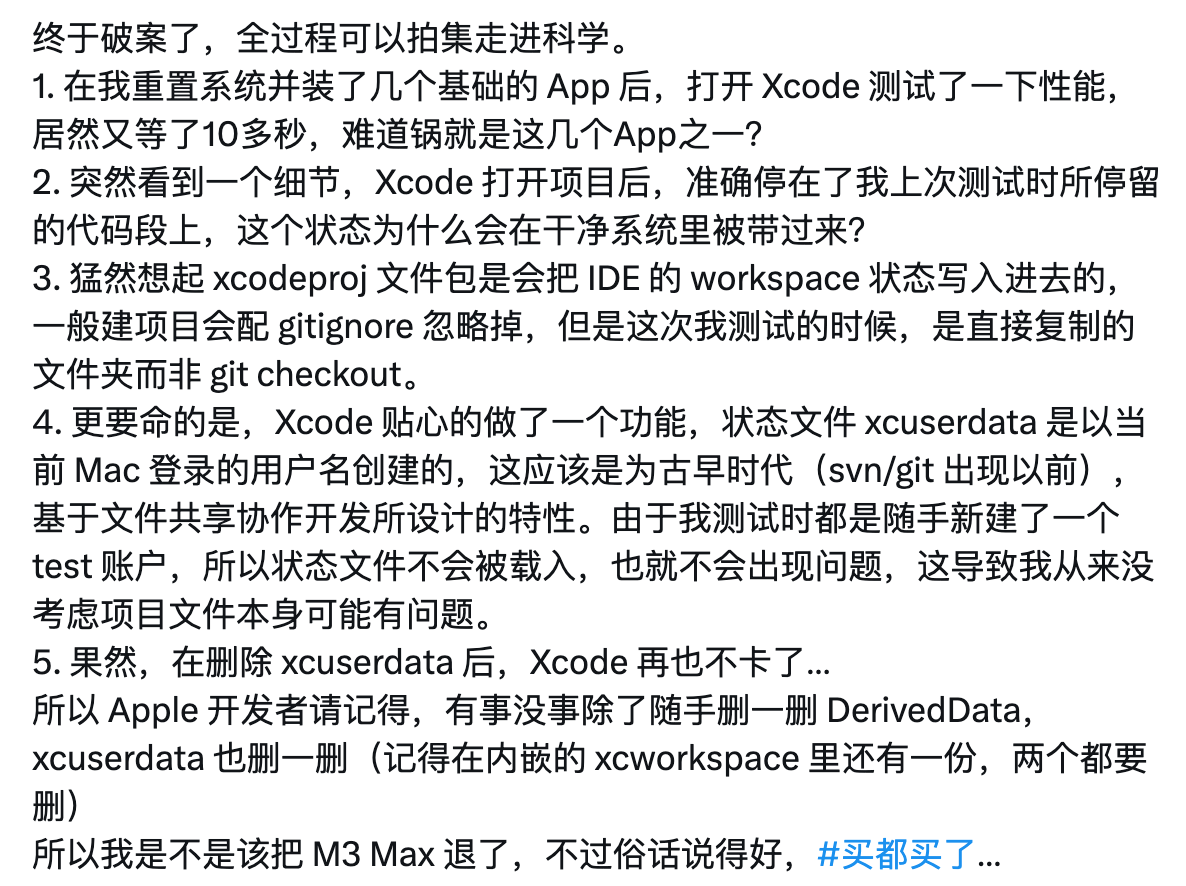 终于破案了，全过程可以拍集走进科学。
1. 在我重置系统并装了几个基础的 App 后，打开 Xcode 测试了一下性能，
居然又等了10多秒，难道锅就是这几个App之一?
2. 突然看到一个细节，Xcode 打开项目后，准确停在了我上次测试时所停留
的代码段上，这个状态为什么会在干净系统里被带过来?
3. 猛然想起 xcodeproj 文件包是会把 IDE 的 workspace 状态写入进去的，
一般建项目会配 gitignore 忽略掉，但是这次我测试的时候，是直接复制的
文件夹而非 git checkout。
4. 更要命的是，Xcode 贴心的做了一个功能，状态文件 xcuserdata 是以当
前 Mac 登录的用户名创建的，这应该是为古早时代（svn/git 出现以前），
基于文件共享协作开发所设计的特性。由于我测试时都是随手新建了一个
test 账户，所以状态文件不会被载入，也就不会出现问题，这导致我从来没
考虑项目文件本身可能有问题。
5. 果然，在删除 xcuserdata 后，Xcode 再也不卡了...
所以 Apple 开发者请记得，有事没事除了随手删一删 DerivedData，
xcuserdata 也删一删（记得在内嵌的 xcworkspace 里还有一份，两个都要
删）
所以我是不是该把 M3 Max 退了，不过俗话说得好，#买都买了...